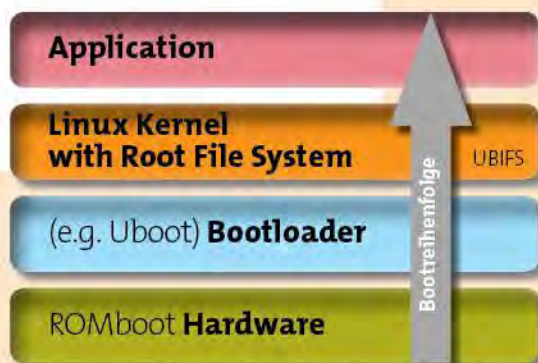 Application
Linux Kernel
with Root File System
UBIFS
(e.g. Uboot) Bootloader
ROMboot Hardware
Bootreihenfolge